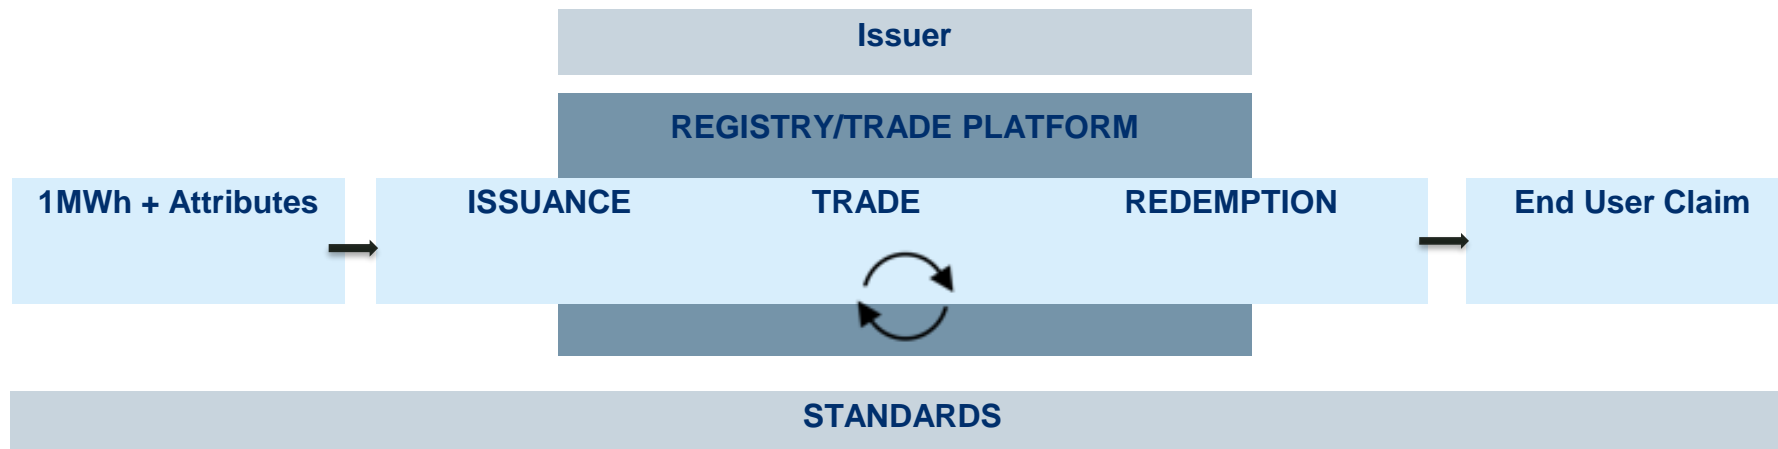 Issuer
REGISTRY/TRADE PLATFORM
1MWh + Attributes
ISSUANCE
TRADE
REDEMPTION
End User Claim
STANDARDS